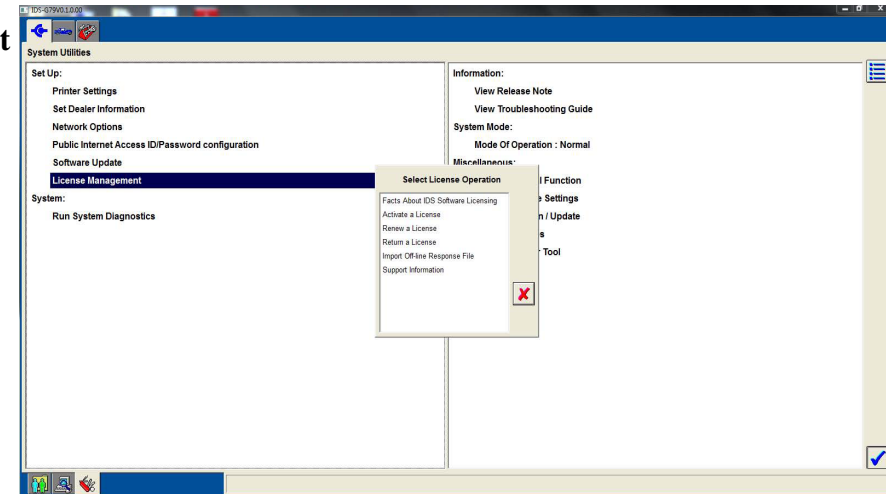 IDS-G79V0.1.0.00
t
System Utilities
Set Up:
Printer Settings
Set Dealer Information
Network Options
Public Internet Access ID/Password configuration
Software Update
License Management
System:
Run System Diagnostics
Information:
View Release Note
View Troubleshooting Guide
System Mode:
Mode Of Operation : Normal
Miscellaneous:
l Function
Settings
n / Update
s
Tool
Select License Operation
Facts About IDS Software Licensing
Activate a License
Renew a License
Return a License
Import Off-line Response File
Support Information